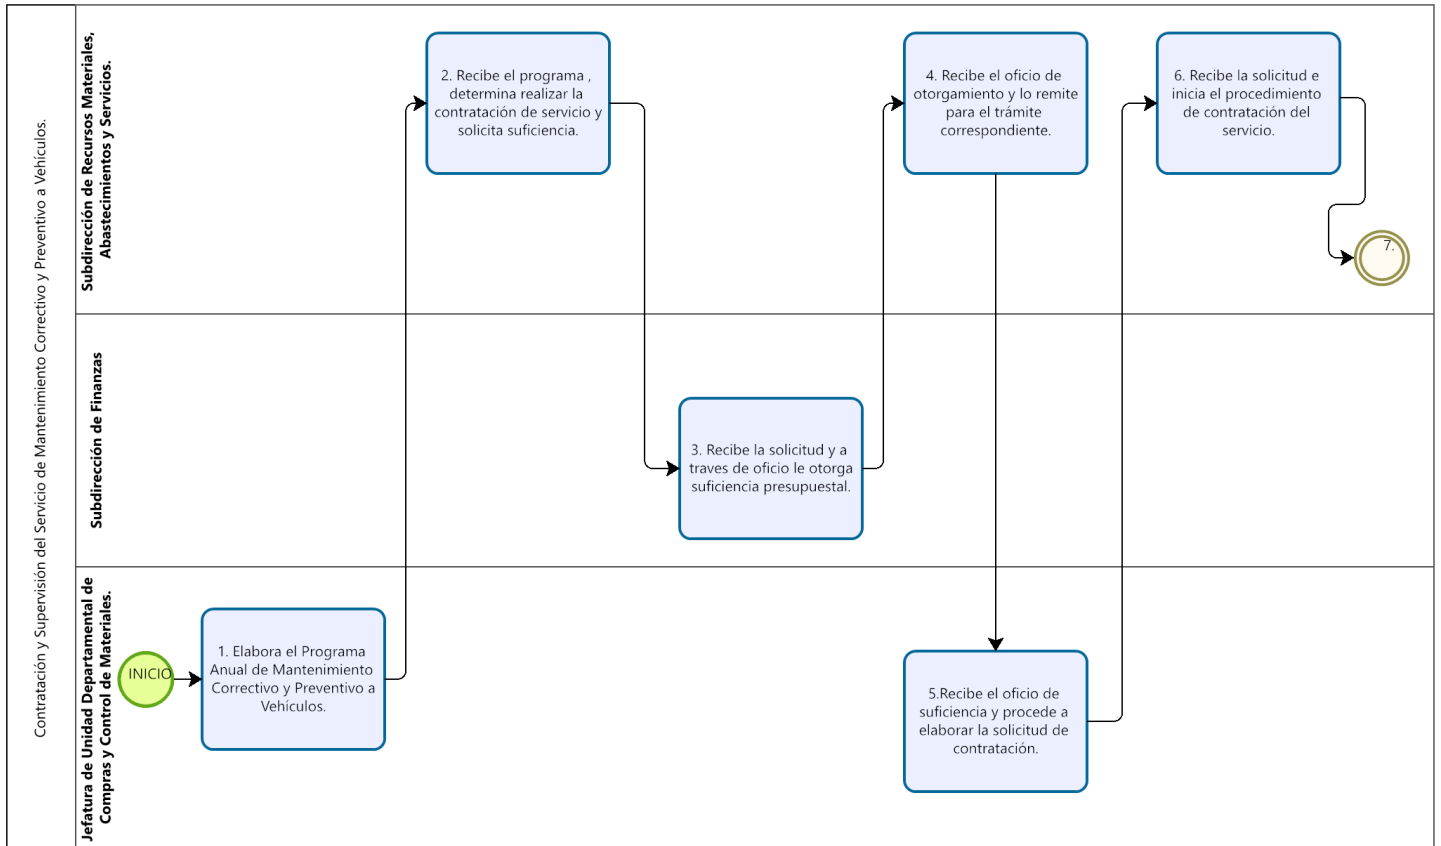 Contratación y Supervisión del Servicio de Mantenimiento Correctivo y Preventivo a Vehículos.
Subdirección de Recursos Materiales,
Abastecimientos y Servicios.
2. Recibe el programa ,
determina realizar la
contratación de servicio y
solicita suficiencia.
4. Recibe el oficio de
otorgamiento y lo remite
para el trámite
correspondiente.
6. Recibe la solicitud e
inicia el procedimiento
de contratación del
servicio.
7.
Subdirección de Finanzas
3. Recibe la solicitud y a
traves de oficio le otorga
suficiencia presupuestal.
Jefatura de Unidad Departamental de
Compras y Control de Materiales.
INICIO
1. Elabora el Programa
Anual de Mantenimiento
Correctivo y Preventivo a
Vehículos.
5.Recibe el oficio de
suficiencia y procede a
elaborar la solicitud de
contratación.